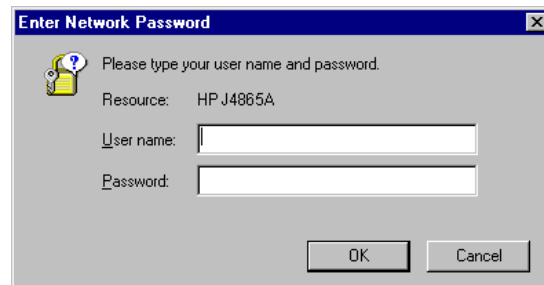 Enter Network Password
Please type your user name and password.
Resource: HP J4865A
User name:
Password:
OK Cancel